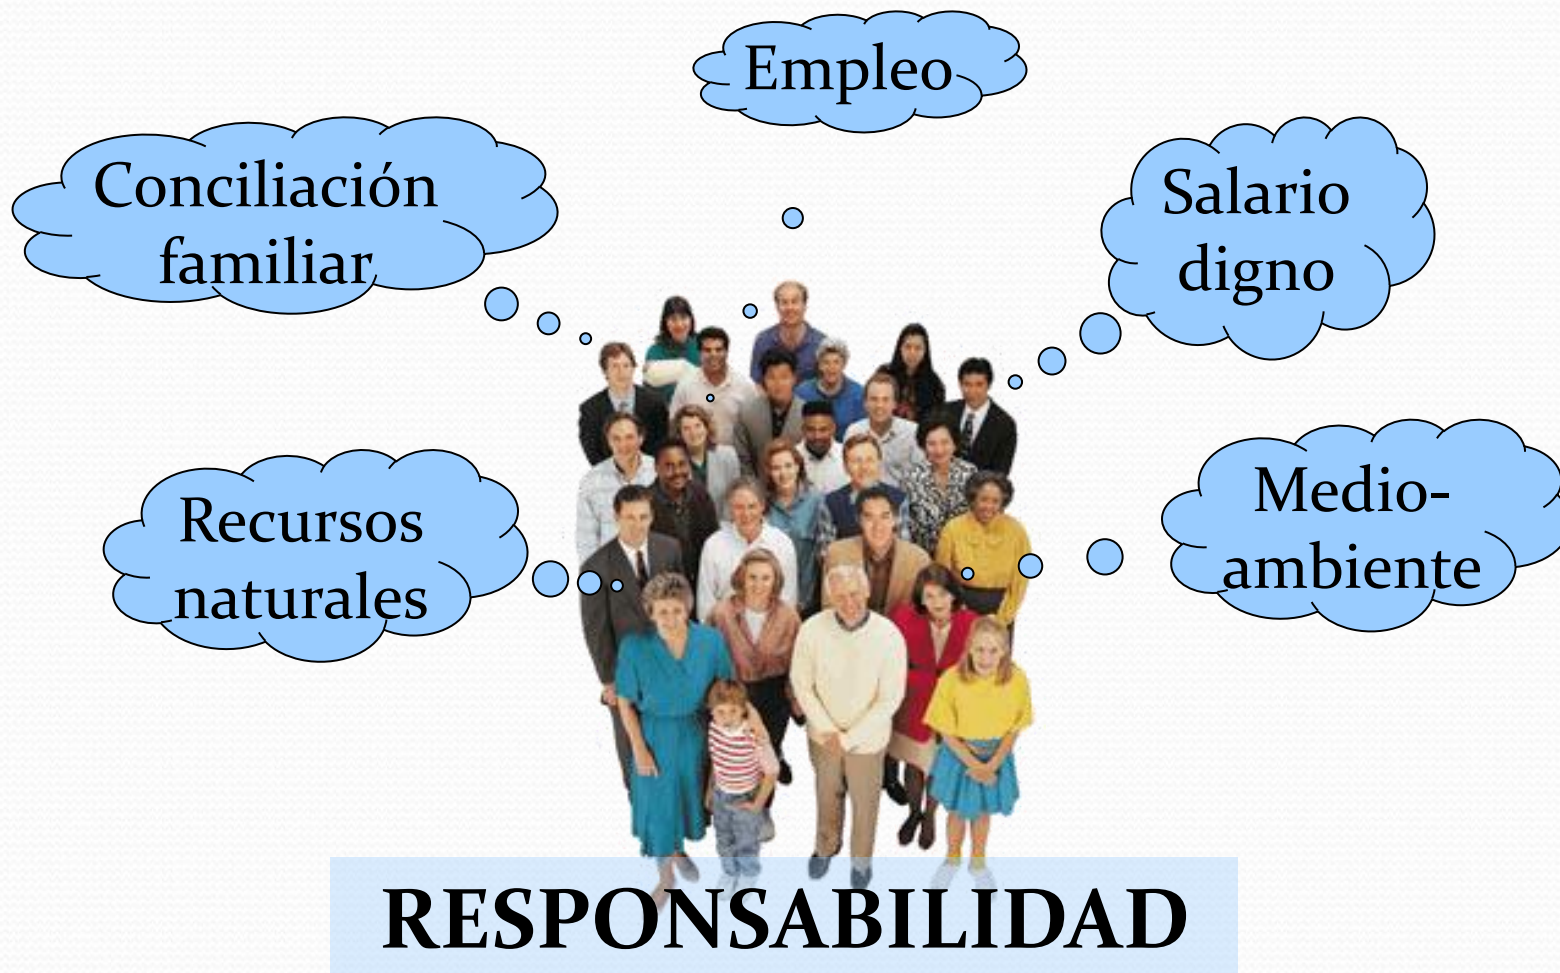 Empleo
Conciliación
familiar
Salario
digno
Recursos
naturales
Medio-
ambiente
RESPONSABILIDAD